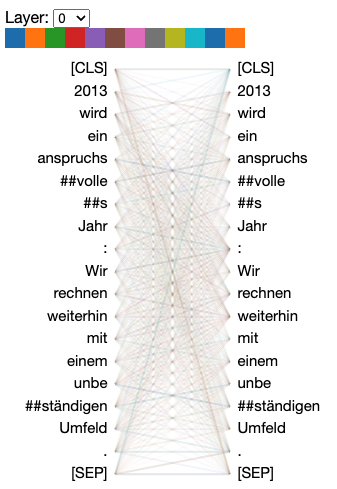 Layer: 0
[CLS] [CLS]
2013 2013
wird wird
ein ein
anspruchs anspruchs
##volle ##volle
##s ##s
Jahr Jahr
: :
Wir Wir
rechnen rechnen
weiterhin weiterhin
mit mit
einem einem
unbe unbe
##ständigen ##ständigen
Umfeld Umfeld
. .
[SEP] [SEP]